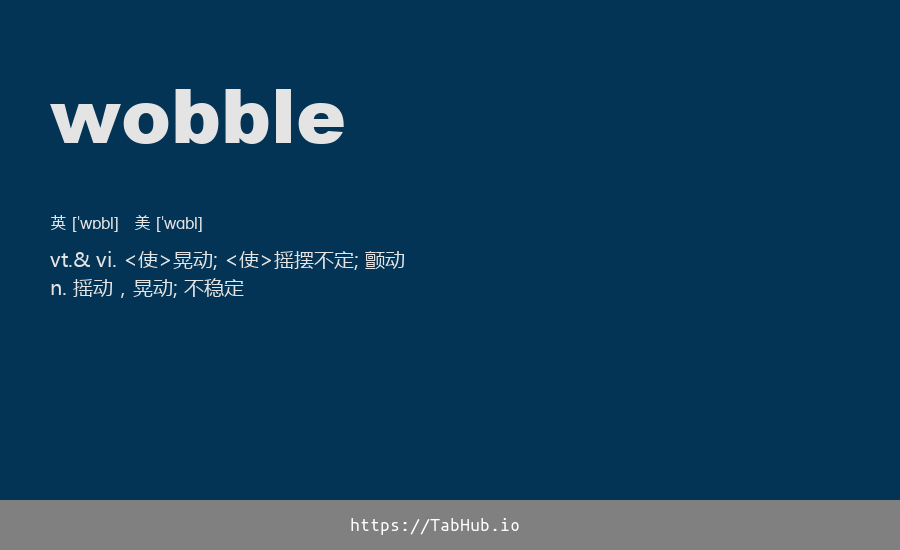 wobble
英 [ˈwɒbl]   美 [ˈwɑbl]
vt.& vi. <使>晃动; <使>摇摆不定; 颤动
n. 摇动，晃动; 不稳定
https://TabHub.io